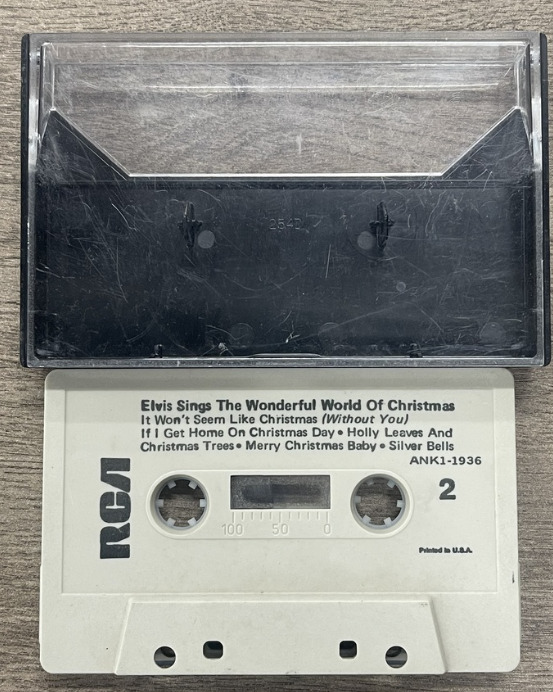 Elvis Sings The Wonderful World Of Christmas
It Won't Seem Like Christmas (Without You)
If I Get Home On Christmas Day • Holly Leaves And
Christmas Trees • Merry Christmas Baby • Silver Bells
ANK1-1936
RCA
2
100 50 0
Printed in U.S.A.